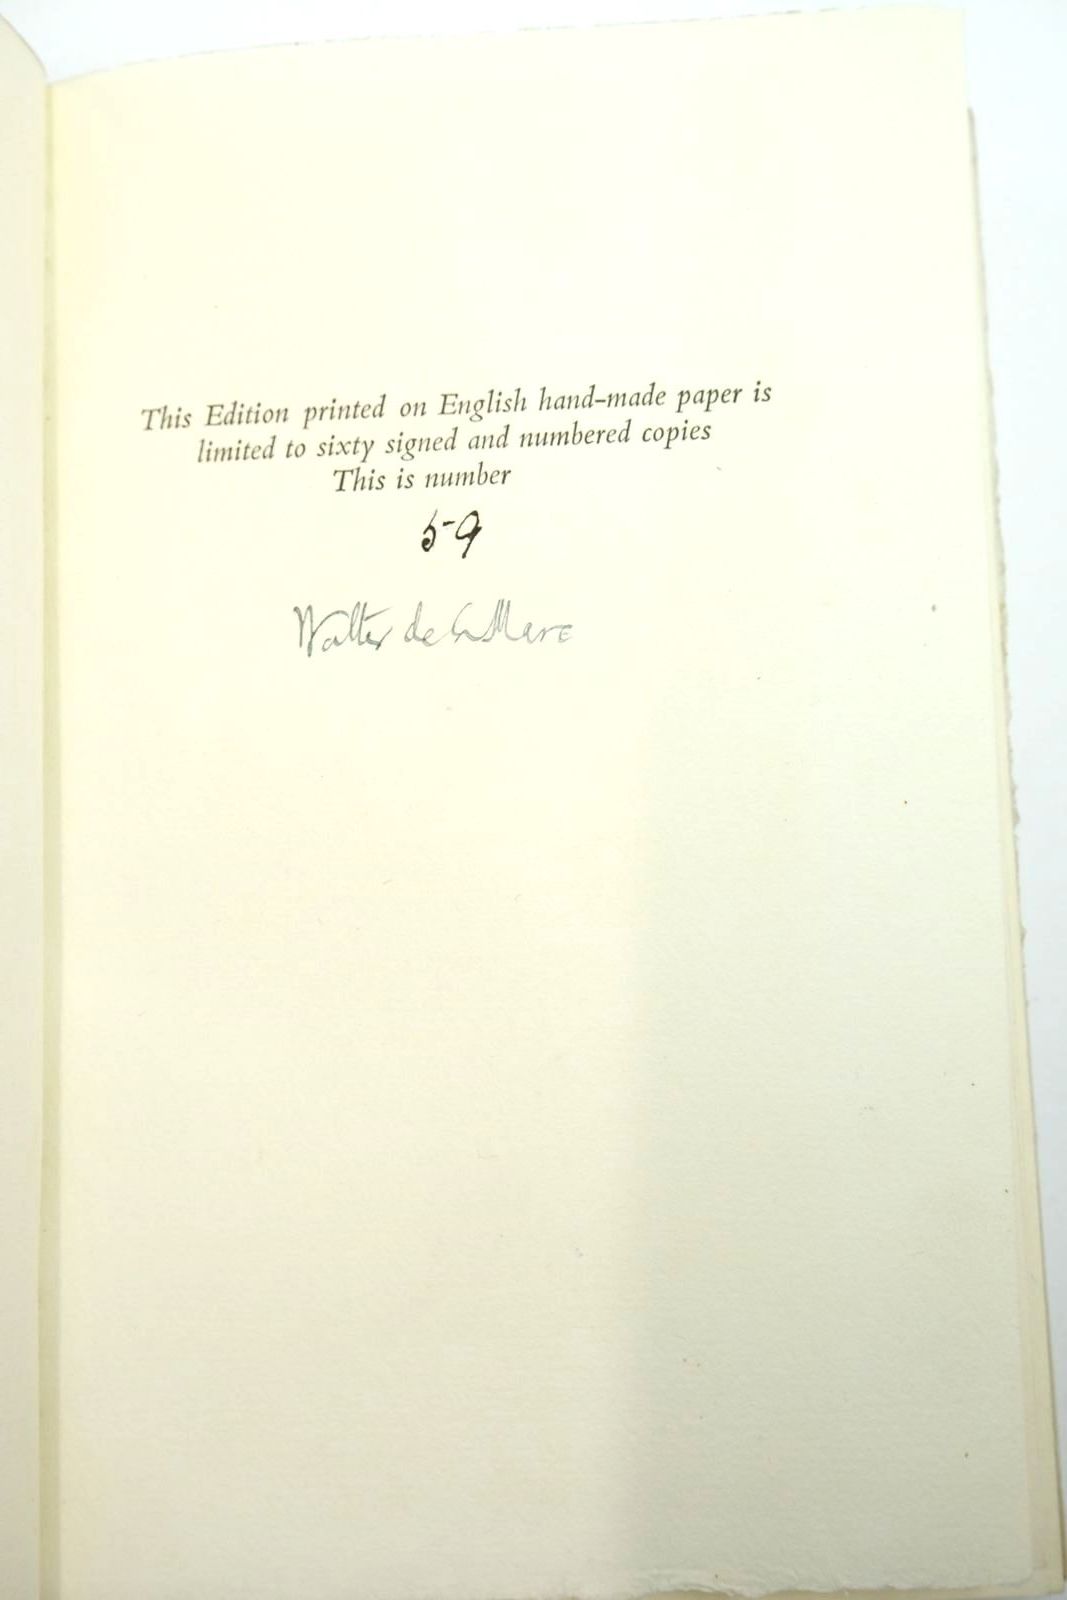 This Edition printed on English hand-made paper is
limited to sixty signed and numbered copies
This is number
59
Walter de la Mare